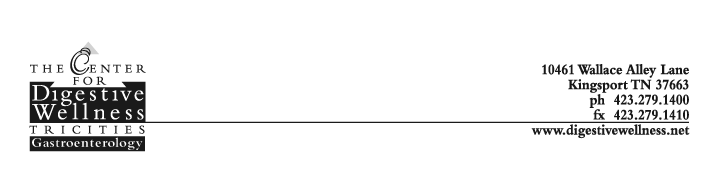 THE CENTER
FOR
Digestive
Wellness
TRICITIES
Gastroenterology
10461 Wallace Alley Lane
Kingsport TN 37663
ph 423.279.1400
fx 423.279.1410
www.digestivewellness.net